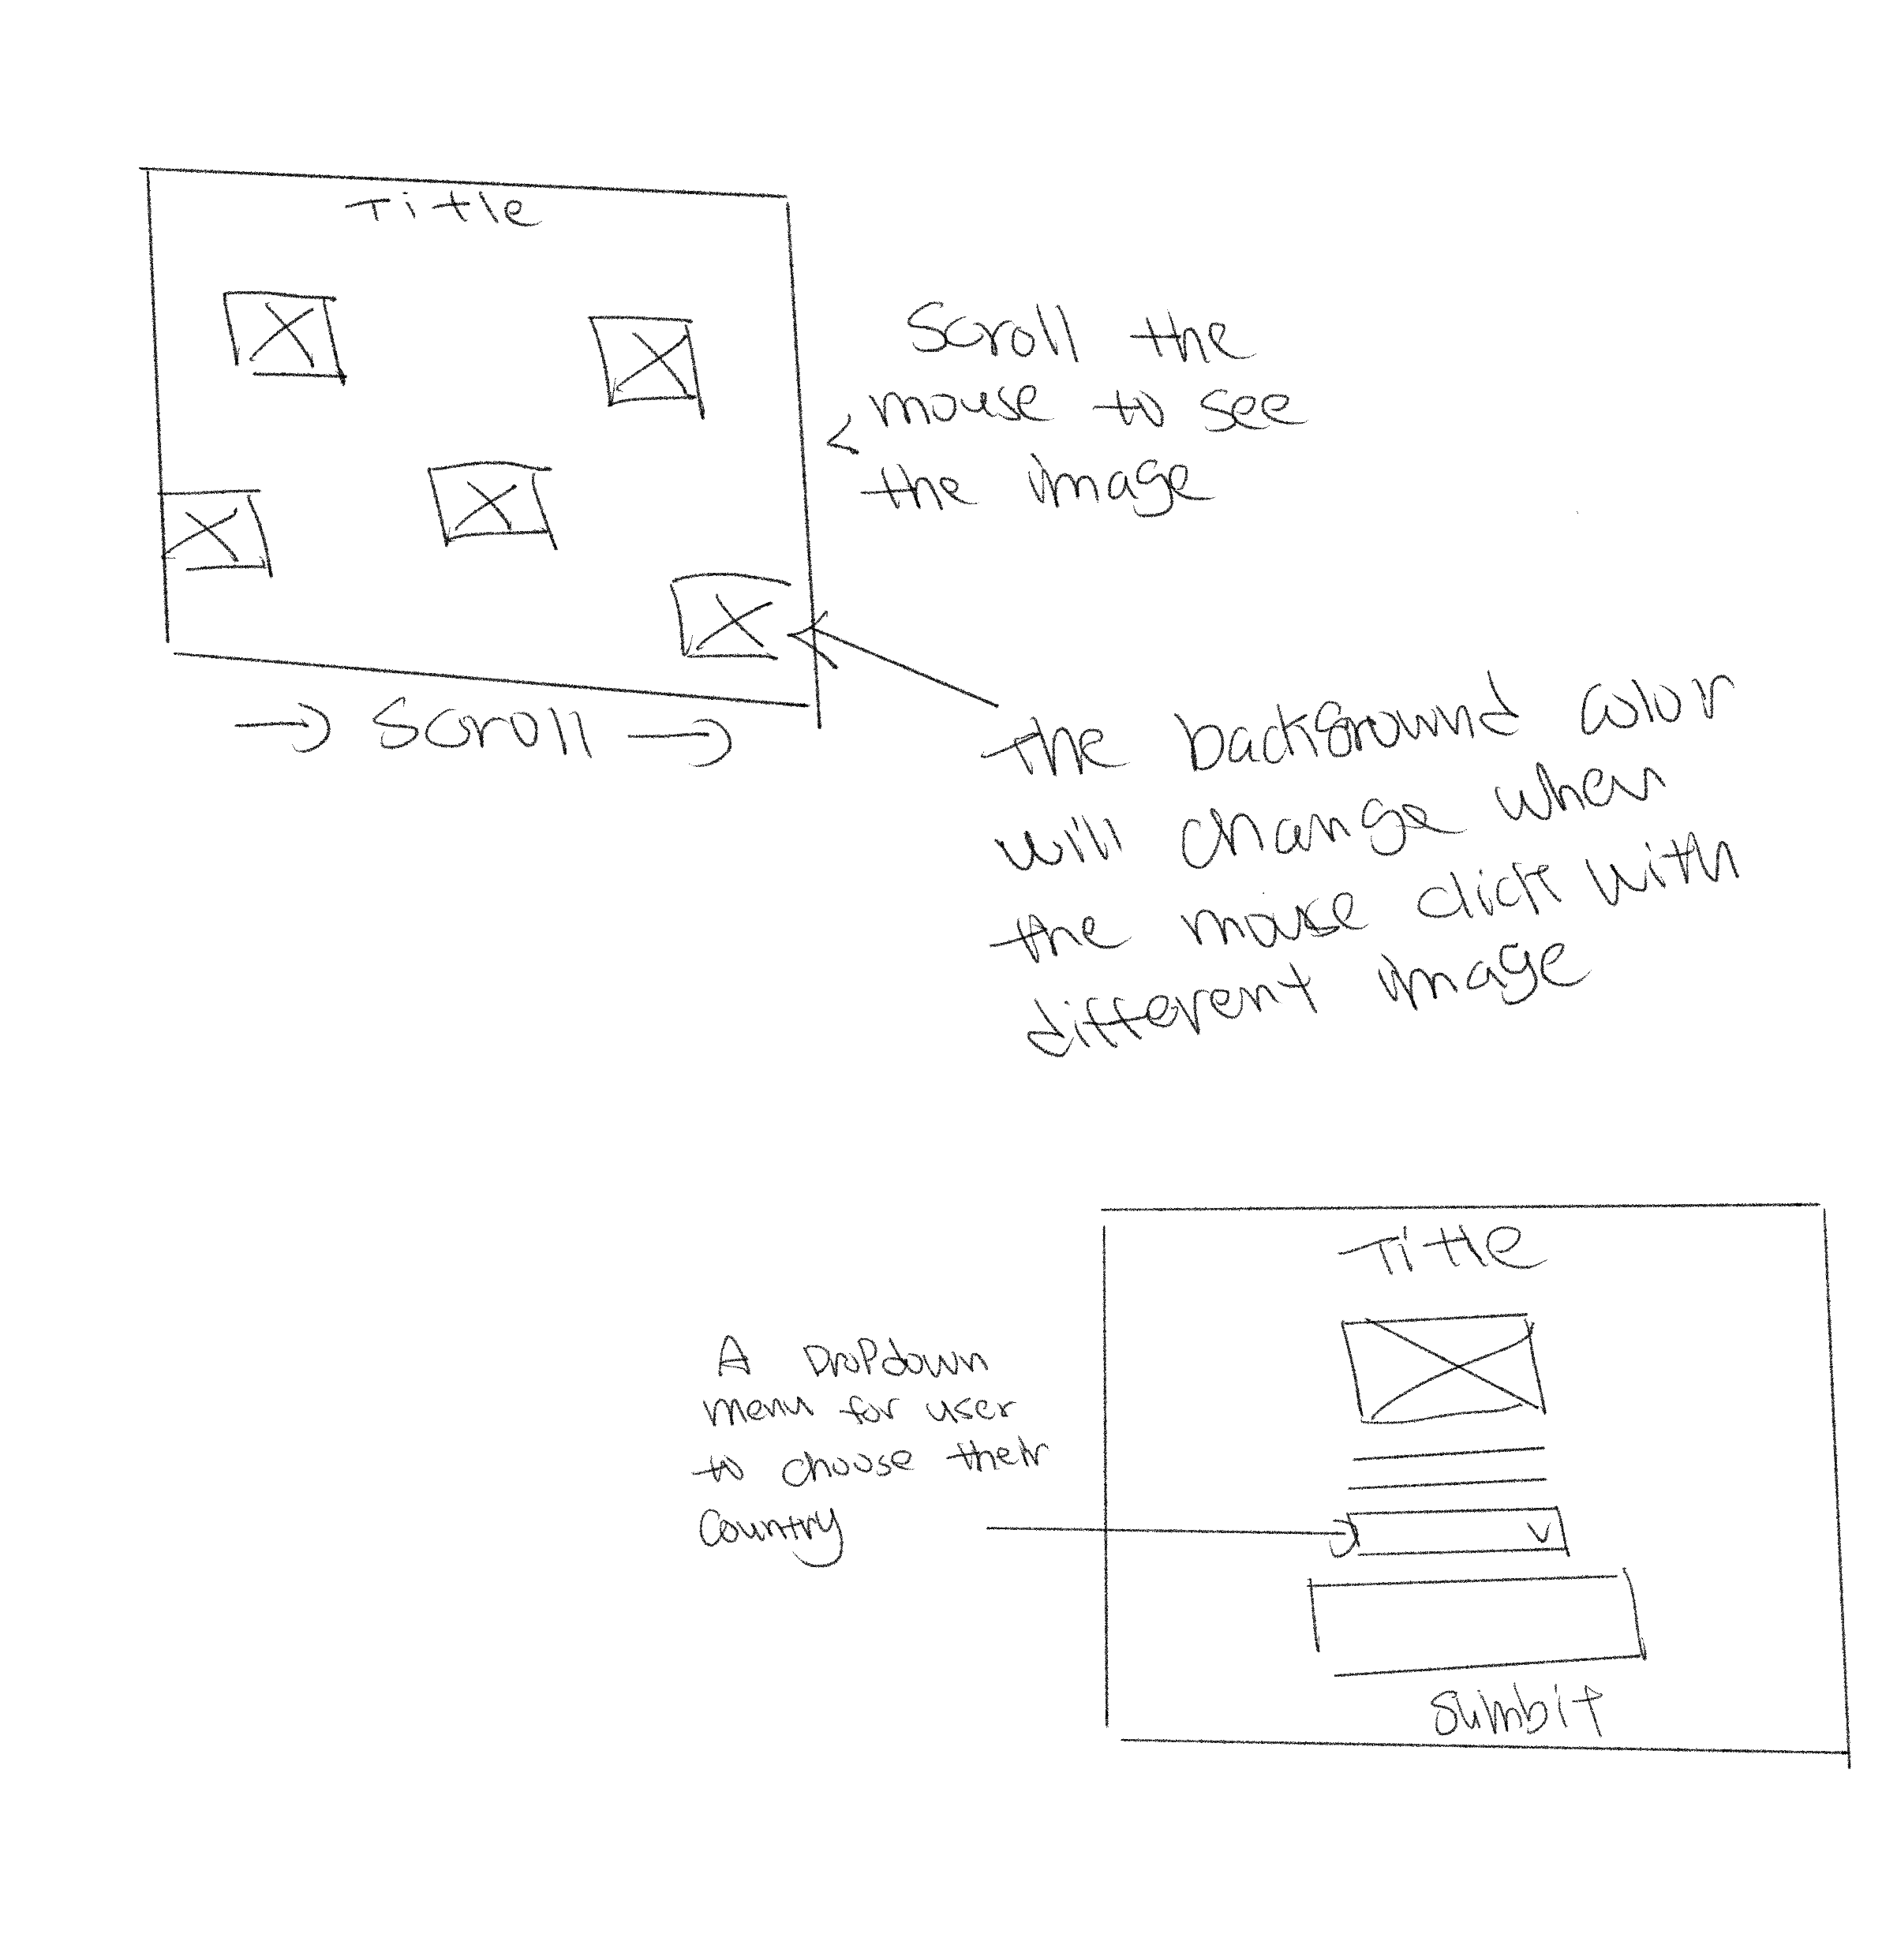 Title
Scroll the
mouse to see
the image
→ Scroll →
The background color
will change when
the mouse click with
different image
Title
A DropDown
menu for user
to choose their
Country
Sumbit